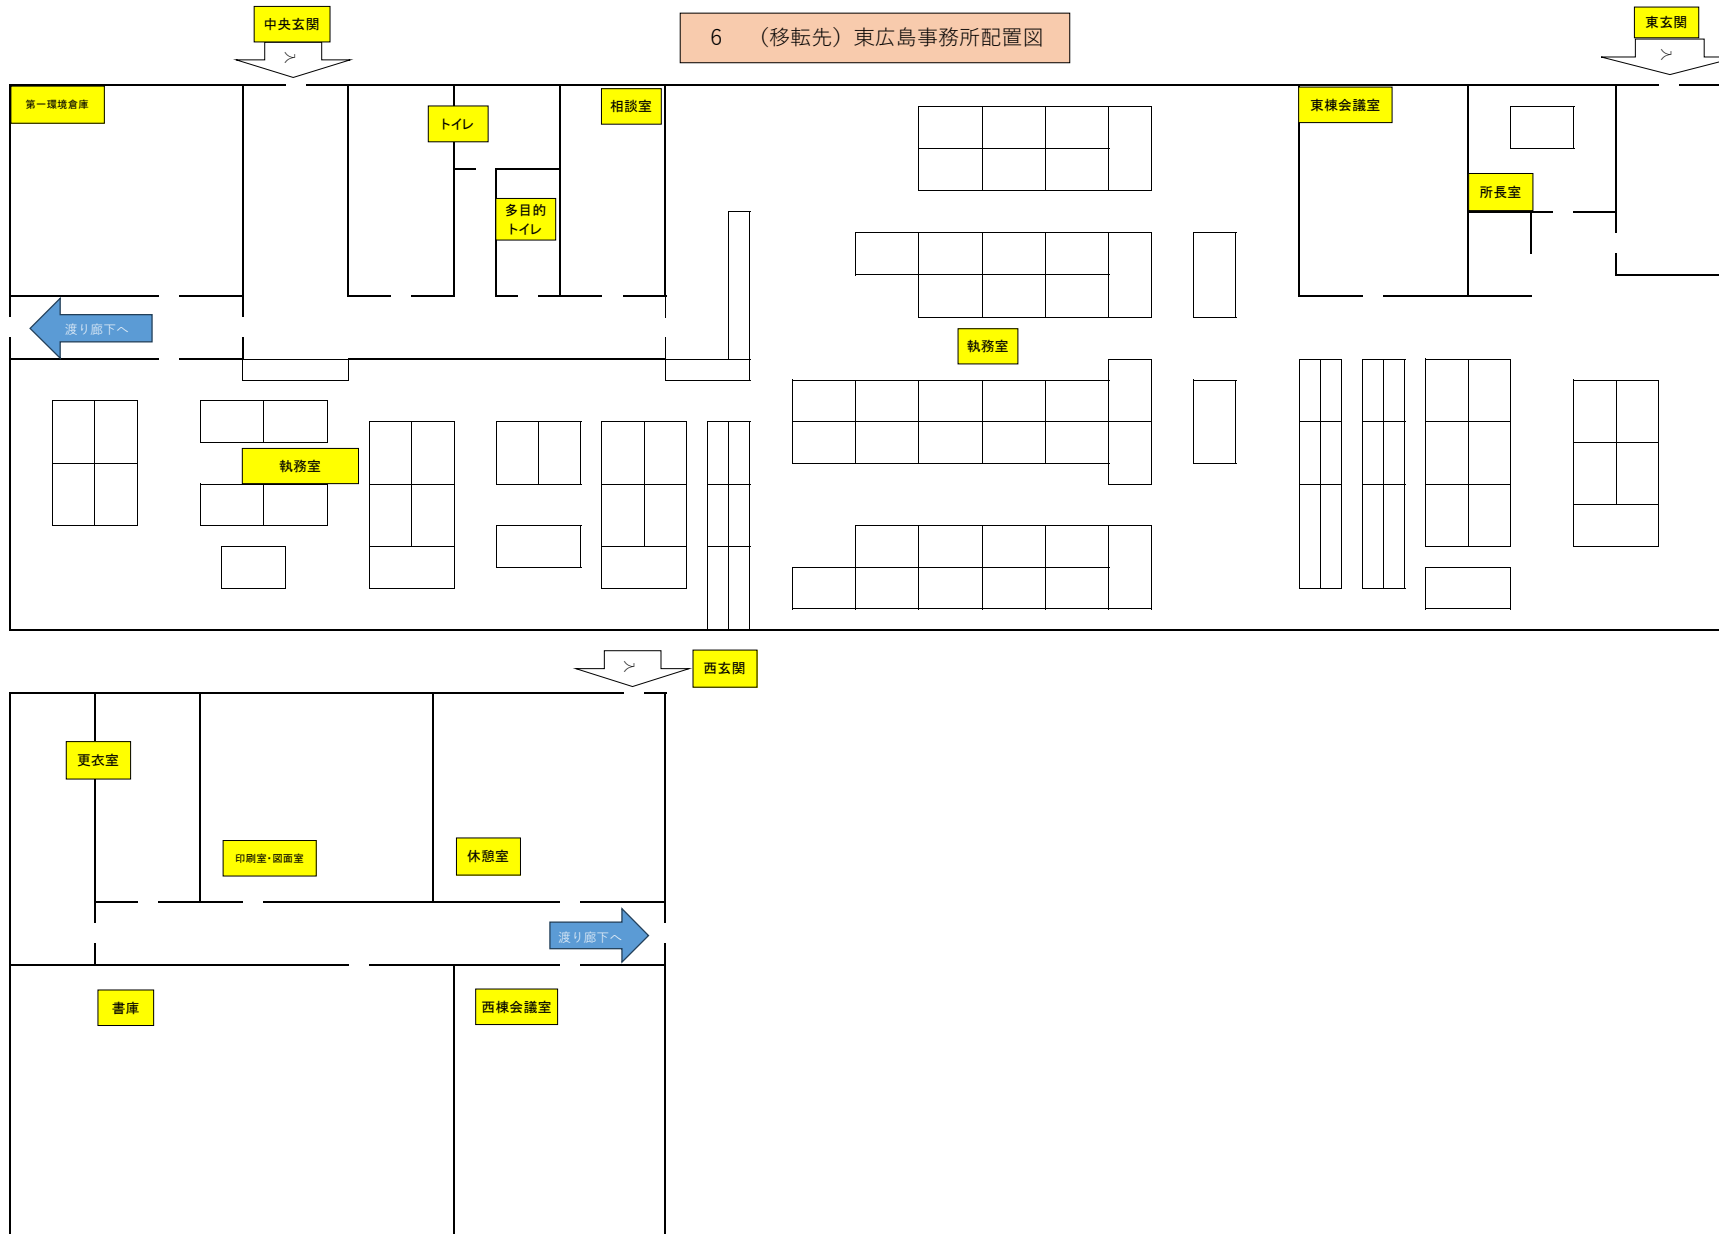 中央玄関
入
6 （移転先）東広島事務所配置図
東玄関
入
第一環境倉庫
トイレ
相談室
東棟会議室
多目的
トイレ
所長室
渡り廊下へ
執務室
執務室
入
西玄関
更衣室
印刷室・図面室
休憩室
渡り廊下へ
書庫
西棟会議室